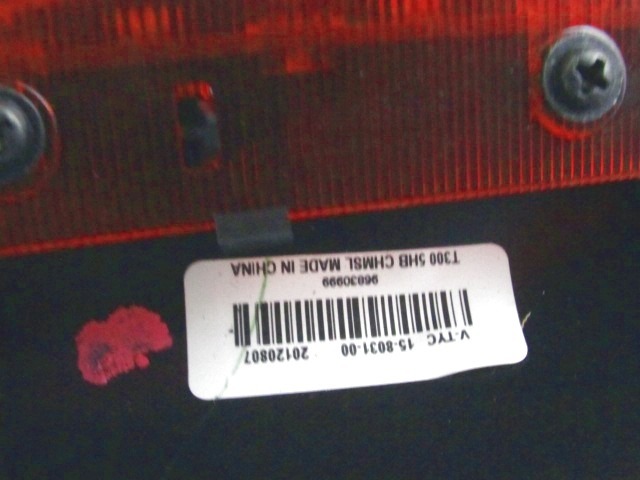 V-TYC 15-8031-00 20120807
96830999
T300 5HB CHMSL MADE IN CHINA